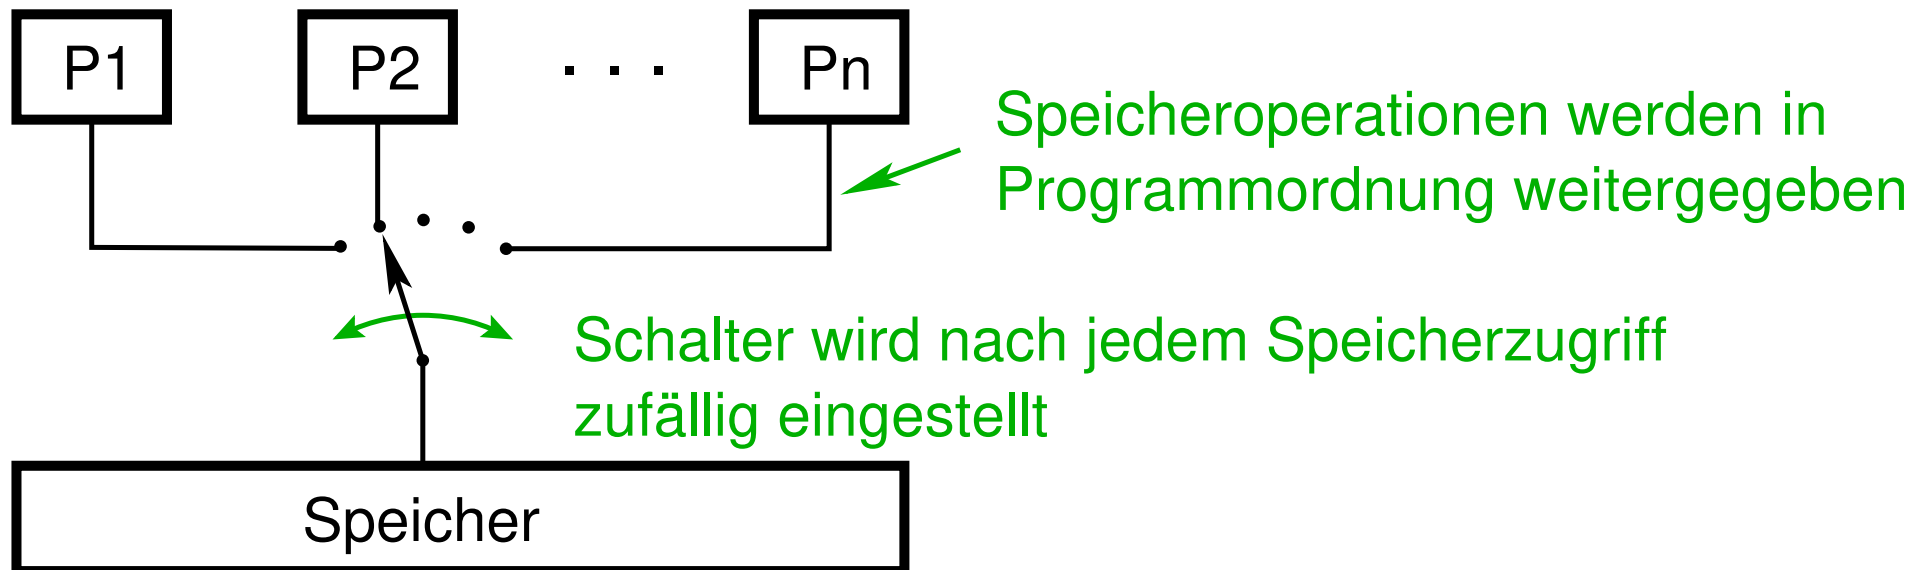 P1 P2 . . . Pn
Speicheroperationen werden in
Programmordnung weitergegeben
Schalter wird nach jedem Speicherzugriff
zufällig eingestellt
Speicher